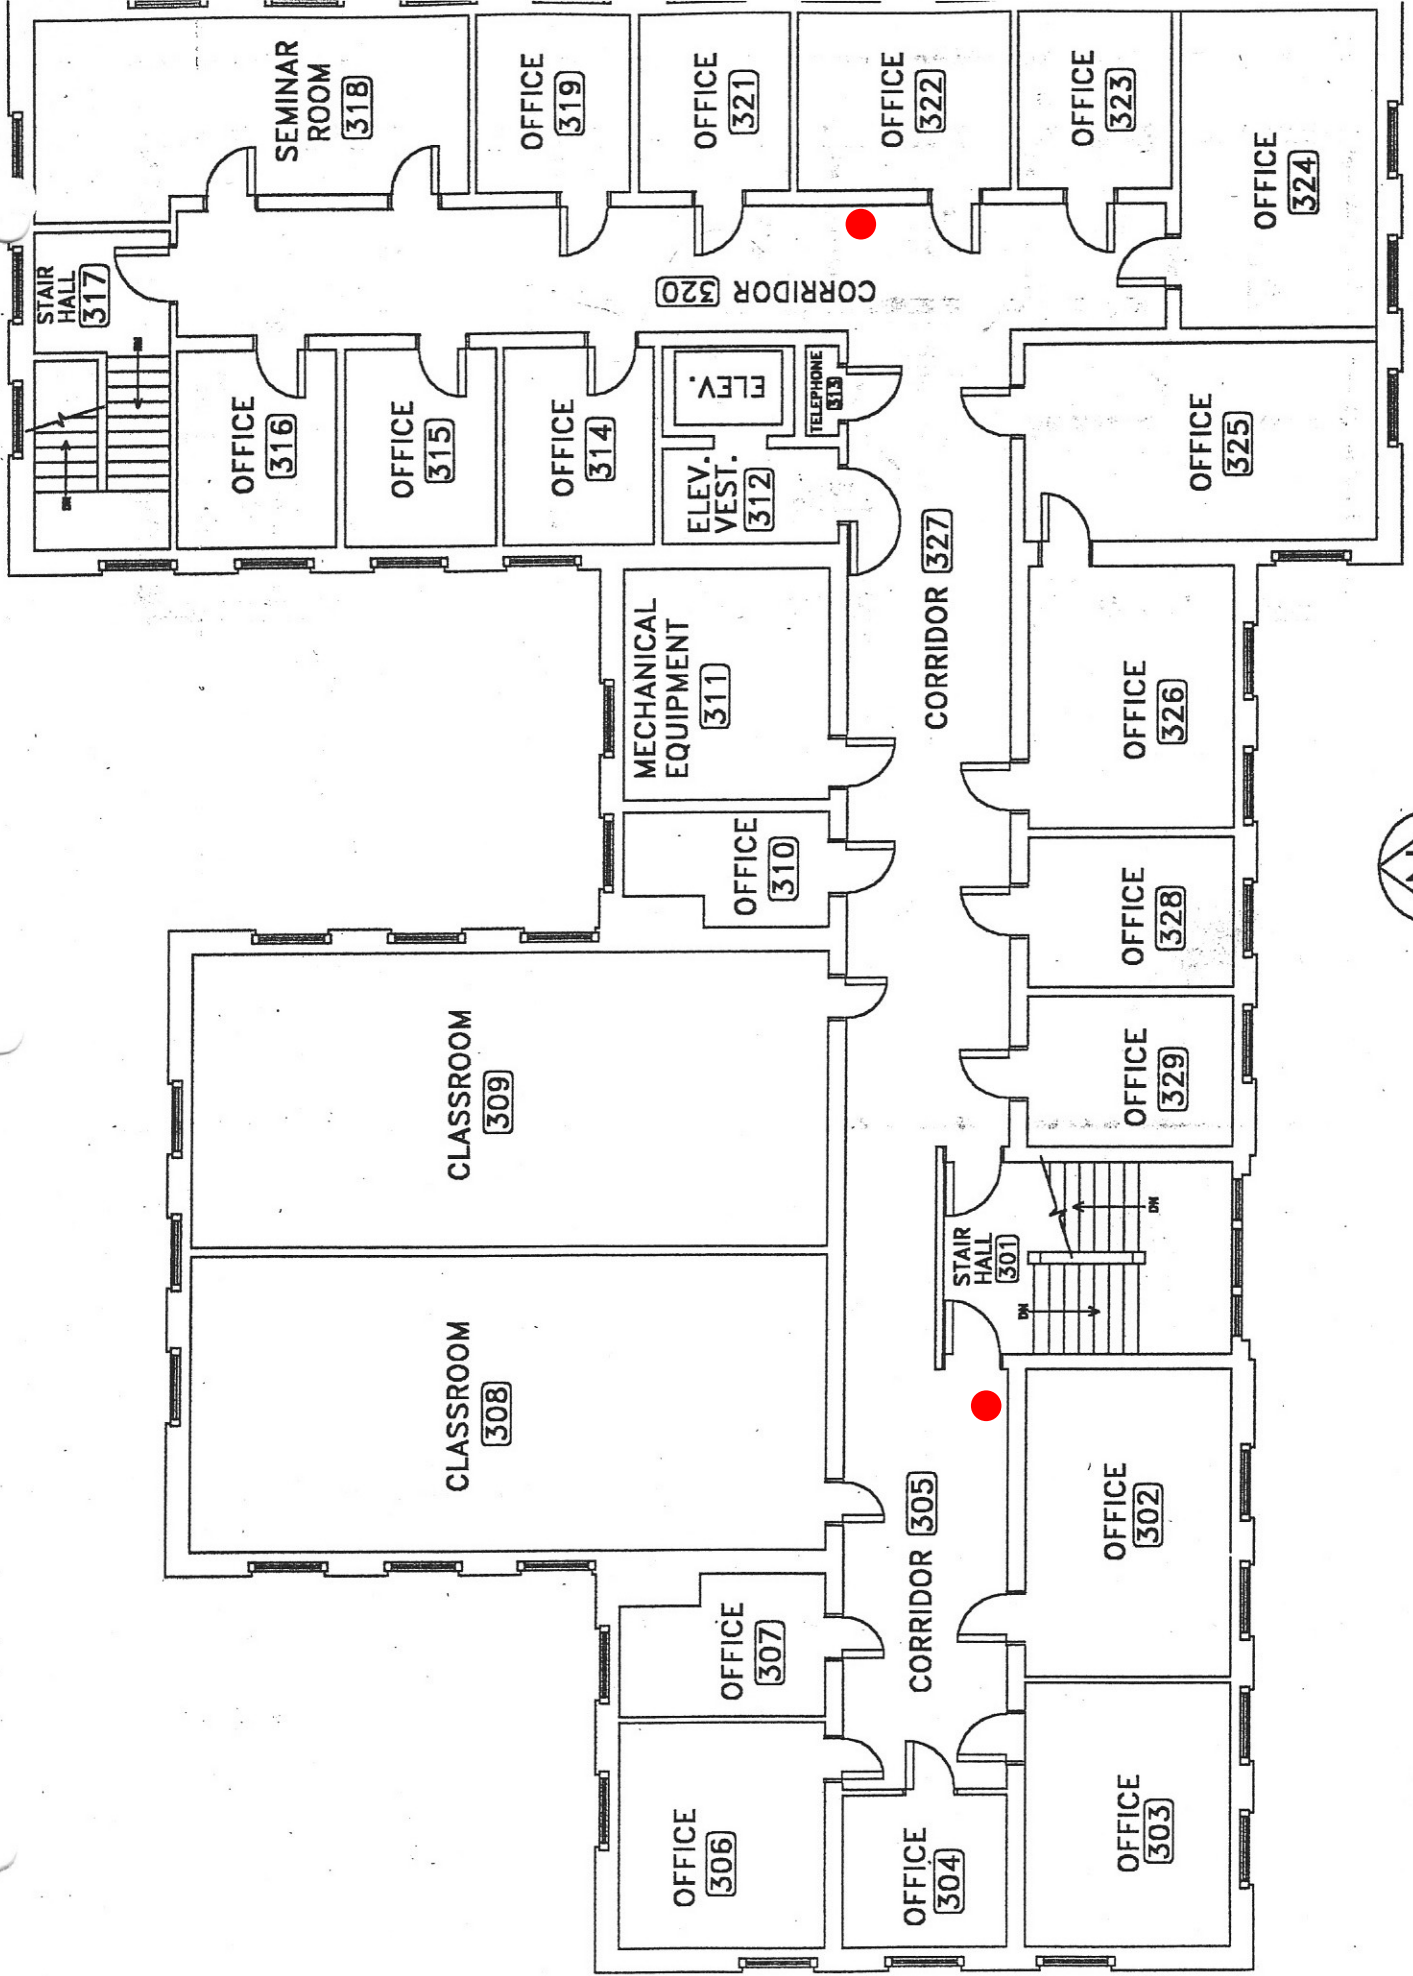 SEMINAR
ROOM
318
OFFICE
319
OFFICE
321
OFFICE
322
OFFICE
323
OFFICE
324
STAIR
HALL
317
CORRIDOR 320
DN
DN
OFFICE
316
OFFICE
315
OFFICE
314
ELEV.
TELEPHONE
313
ELEV.
VEST.
312
OFFICE
325
CORRIDOR 327
MECHANICAL
EQUIPMENT
311
OFFICE
326
OFFICE
310
OFFICE
328
CLASSROOM
309
OFFICE
329
STAIR
HALL
301
DN
DN
CLASSROOM
308
CORRIDOR 305
OFFICE
302
OFFICE
307
OFFICE
306
OFFICE
304
OFFICE
303